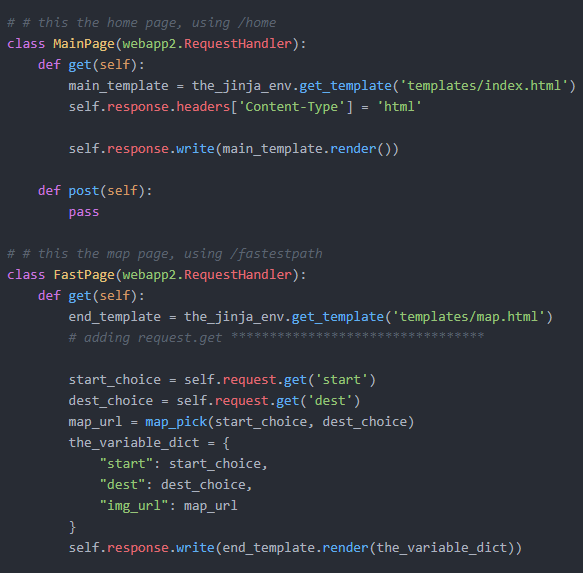 # # this the home page, using /home
class MainPage(webapp2.RequestHandler):
    def get(self):
        main_template = the_jinja_env.get_template('templates/index.html')
        self.response.headers['Content-Type'] = 'html'

        self.response.write(main_template.render())

    def post(self):
        pass

# # this the map page, using /fastestpath
class FastPage(webapp2.RequestHandler):
    def get(self):
        end_template = the_jinja_env.get_template('templates/map.html')
        # adding request.get *********************************

        start_choice = self.request.get('start')
        dest_choice = self.request.get('dest')
        map_url = map_pick(start_choice, dest_choice)
        the_variable_dict = {
            "start": start_choice,
            "dest": dest_choice,
            "img_url": map_url
        }
        self.response.write(end_template.render(the_variable_dict))